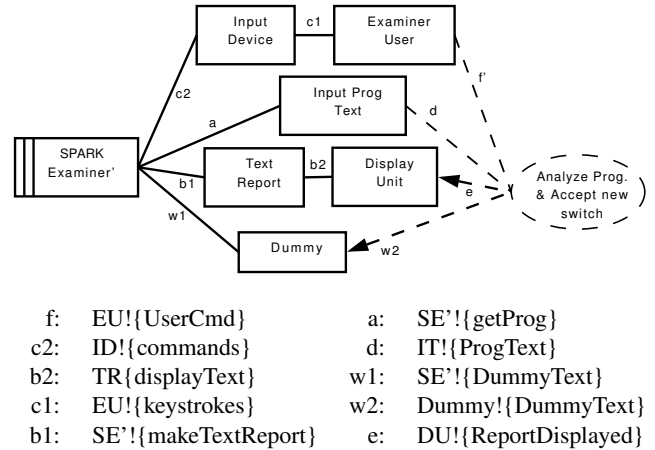 Input
Device
c1
Examiner
User
f'
c2
Input Prog
Text
a
d
SPARK
Examiner'
Text
Report
b2
Display
Unit
b1
e
Analyze Prog.
& Accept new
switch
w1
Dummy
w2
f: EU!{UserCmd} a: SE’!{getProg}
c2: ID!{commands} d: IT!{ProgText}
b2: TR{displayText} w1: SE’!{DummyText}
c1: EU!{keystrokes} w2: Dummy!{DummyText}
b1: SE’!{makeTextReport} e: DU!{ReportDisplayed}